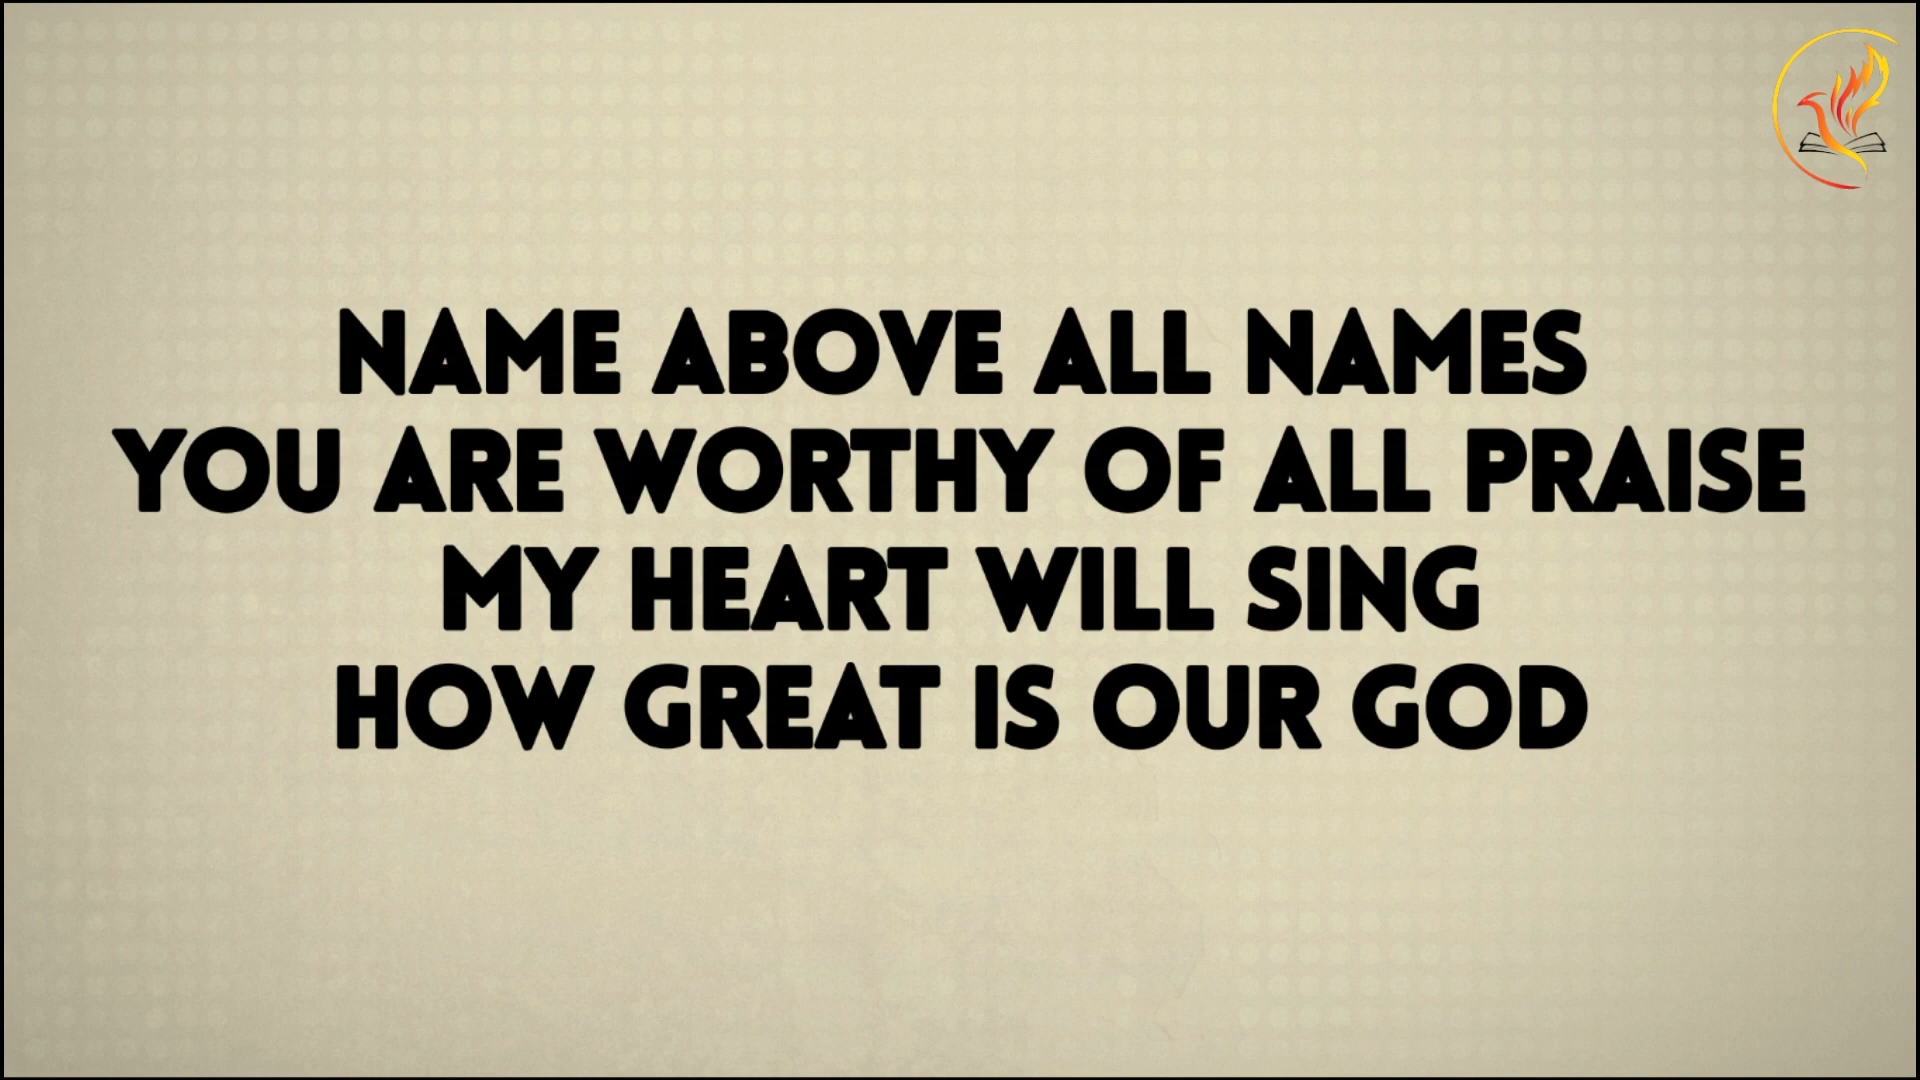 NAME ABOVE ALL NAMES
YOU ARE WORTHY OF ALL PRAISE
MY HEART WILL SING
HOW GREAT IS OUR GOD